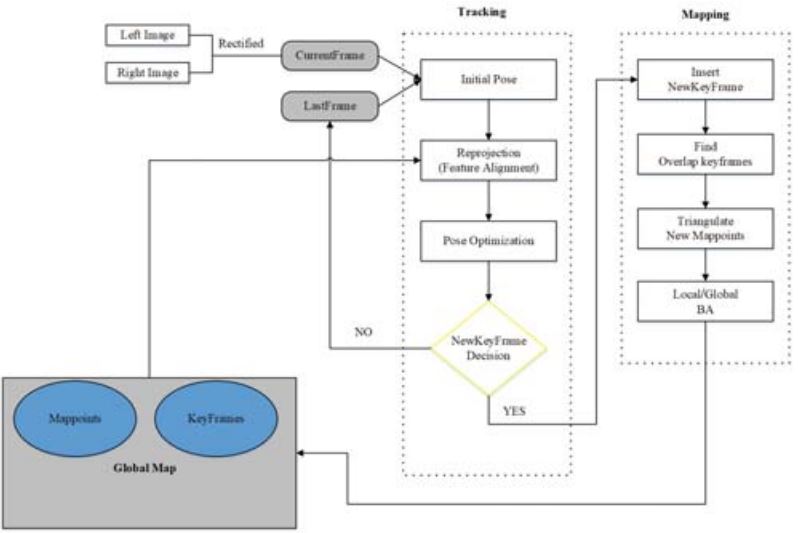 Tracking
Mapping
Left Image
Rectified
Right Image
CurrentFrame
LastFrame
Initial Pose
Reprojection
(Feature Alignment)
Pose Optimization
NewKeyFrame
Decision
NO
YES
Insert
NewKeyFrame
Find
Overlap keyframes
Triangulate
New Mappoints
Local/Global
BA
Mappoints
KeyFrames
Global Map